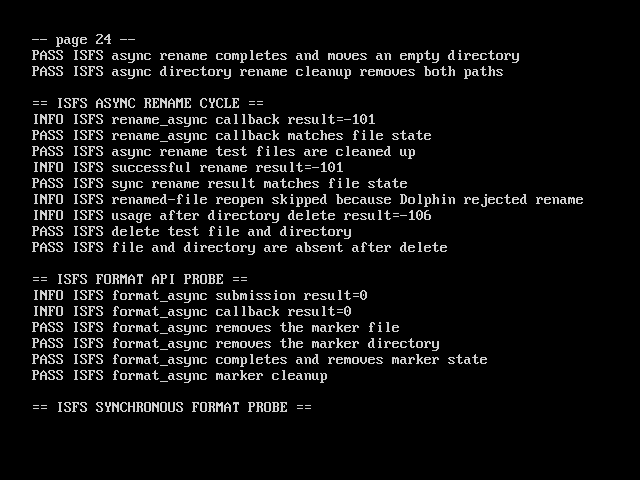 -- page 24 --
PASS ISFS async rename completes and moves an empty directory
PASS ISFS async directory rename cleanup removes both paths
== ISFS ASYNC RENAME CYCLE ==
INFO ISFS rename_async callback result=-101
PASS ISFS rename_async callback matches file state
PASS ISFS async rename test files are cleaned up
INFO ISFS successful rename result=-101
PASS ISFS sync rename result matches file state
INFO ISFS renamed-file reopen skipped because Dolphin rejected rename
INFO ISFS usage after directory delete result=-106
PASS ISFS delete test file and directory
PASS ISFS file and directory are absent after delete
== ISFS FORMAT API PROBE ==
INFO ISFS format_async submission result=0
INFO ISFS format_async callback result=0
PASS ISFS format_async removes the marker file
PASS ISFS format_async removes the marker directory
PASS ISFS format_async completes and removes marker state
PASS ISFS format_async marker cleanup
== ISFS SYNCHRONOUS FORMAT PROBE ==